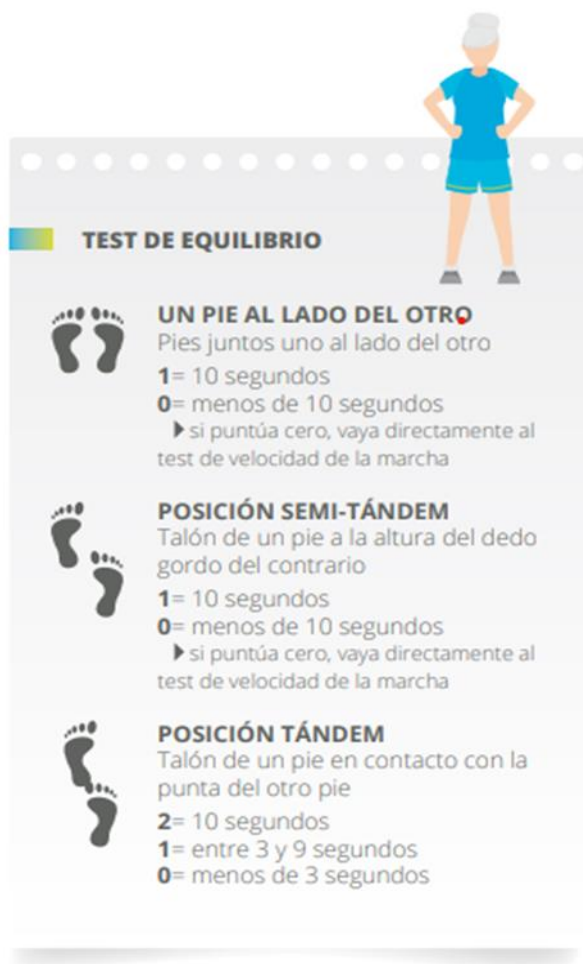 TEST DE EQUILIBRIO
UN PIE AL LADO DEL OTRO
Pies juntos uno al lado del otro
1= 10 segundos
0= menos de 10 segundos
si puntúa cero, vaya directamente al
test de velocidad de la marcha
POSICIÓN SEMI-TÁNDEM
Talón de un pie a la altura del dedo
gordo del contrario
1= 10 segundos
0= menos de 10 segundos
si puntúa cero, vaya directamente al
test de velocidad de la marcha
POSICIÓN TÁNDEM
Talón de un pie en contacto con la
punta del otro pie
2= 10 segundos
1= entre 3 y 9 segundos
0= menos de 3 segundos